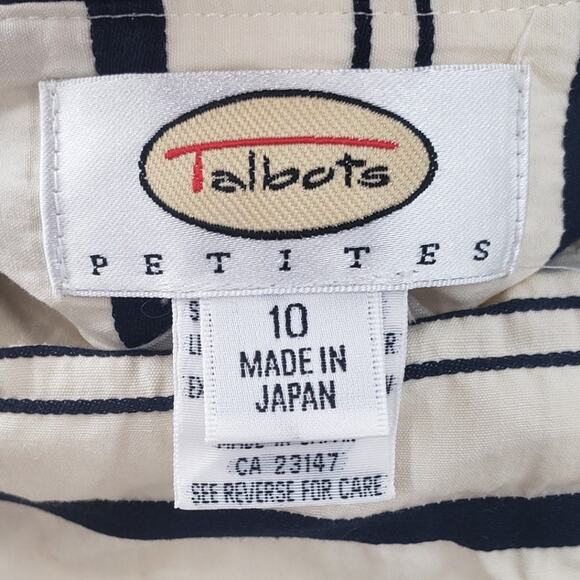 Talbots
PETITES
10
MADE IN
JAPAN
CA 23147
SEE REVERSE FOR CARE